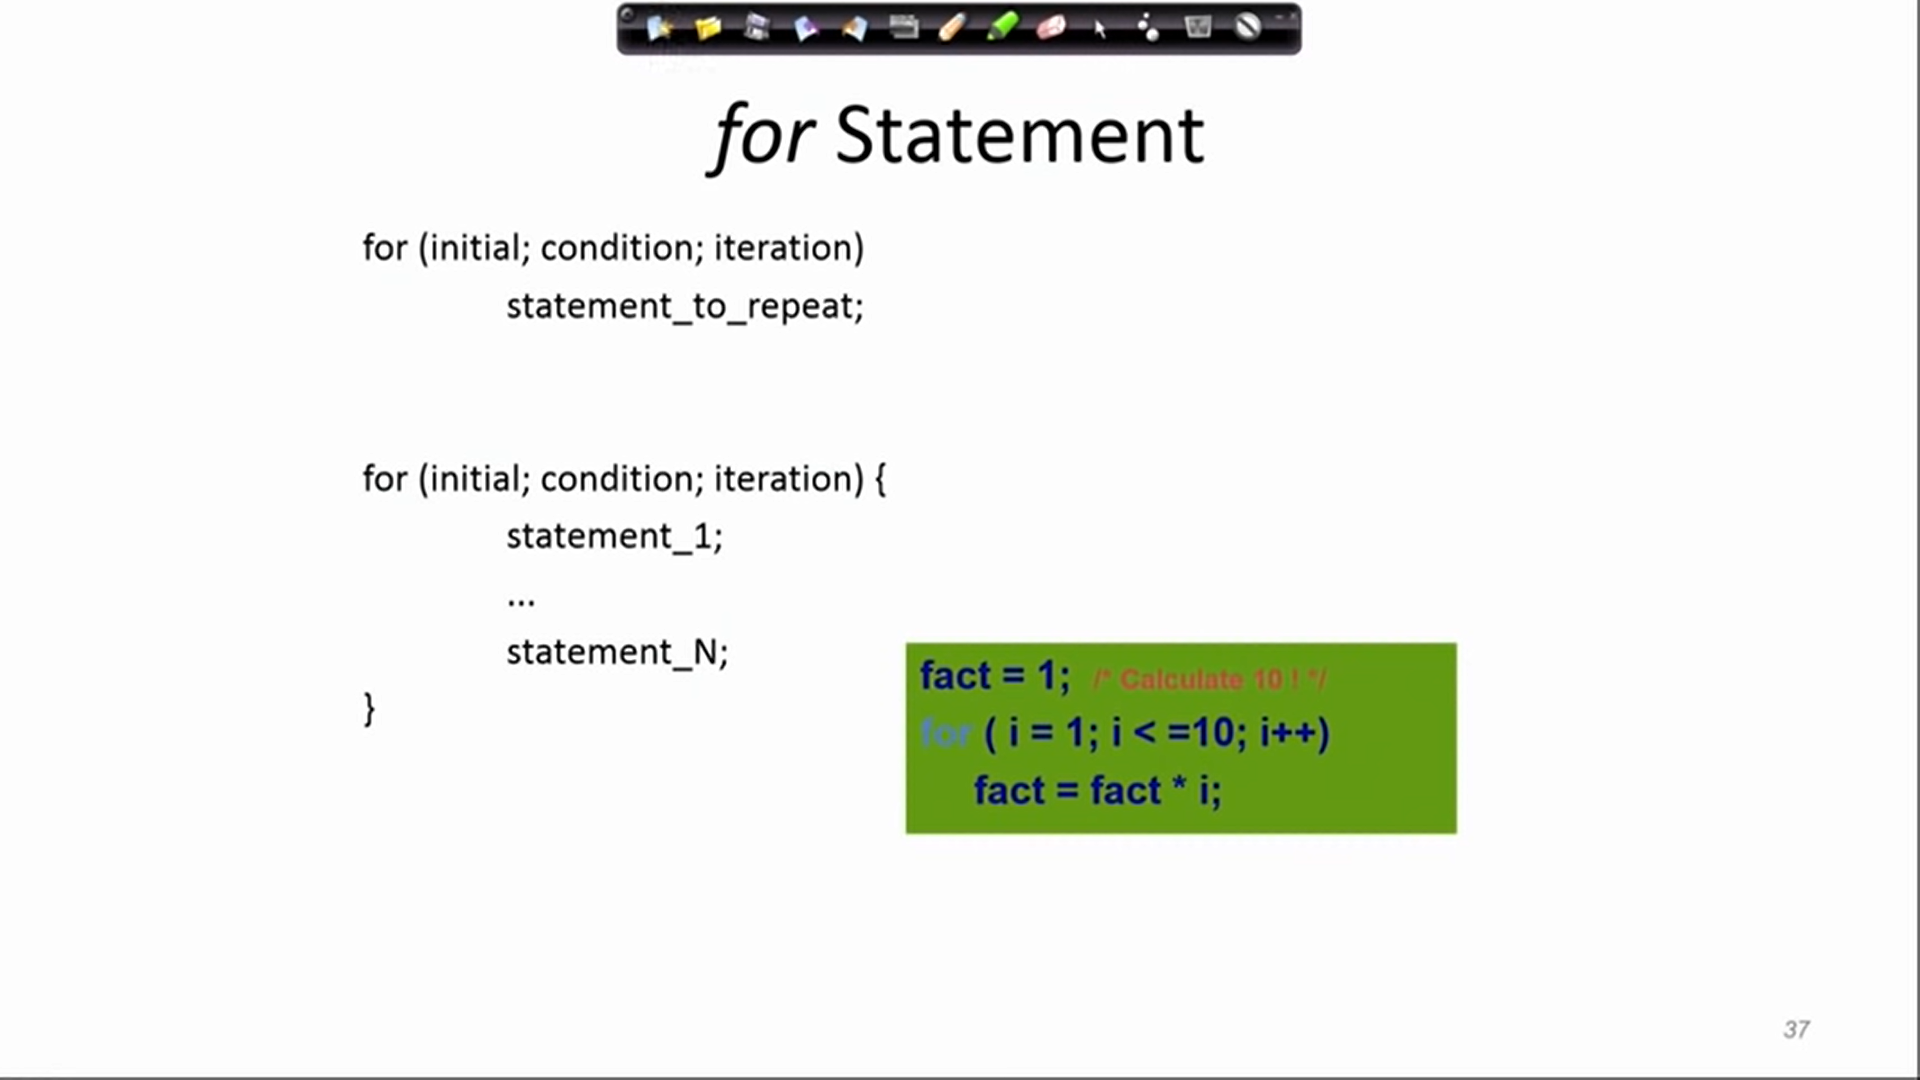 for Statement
for (initial; condition; iteration)
statement_to_repeat;
for (initial; condition; iteration) {
statement_1;
...
statement_N;
}
fact = 1; /* Calculate 10 ! */
for ( i = 1; i < =10; i++)
fact = fact * i;
37